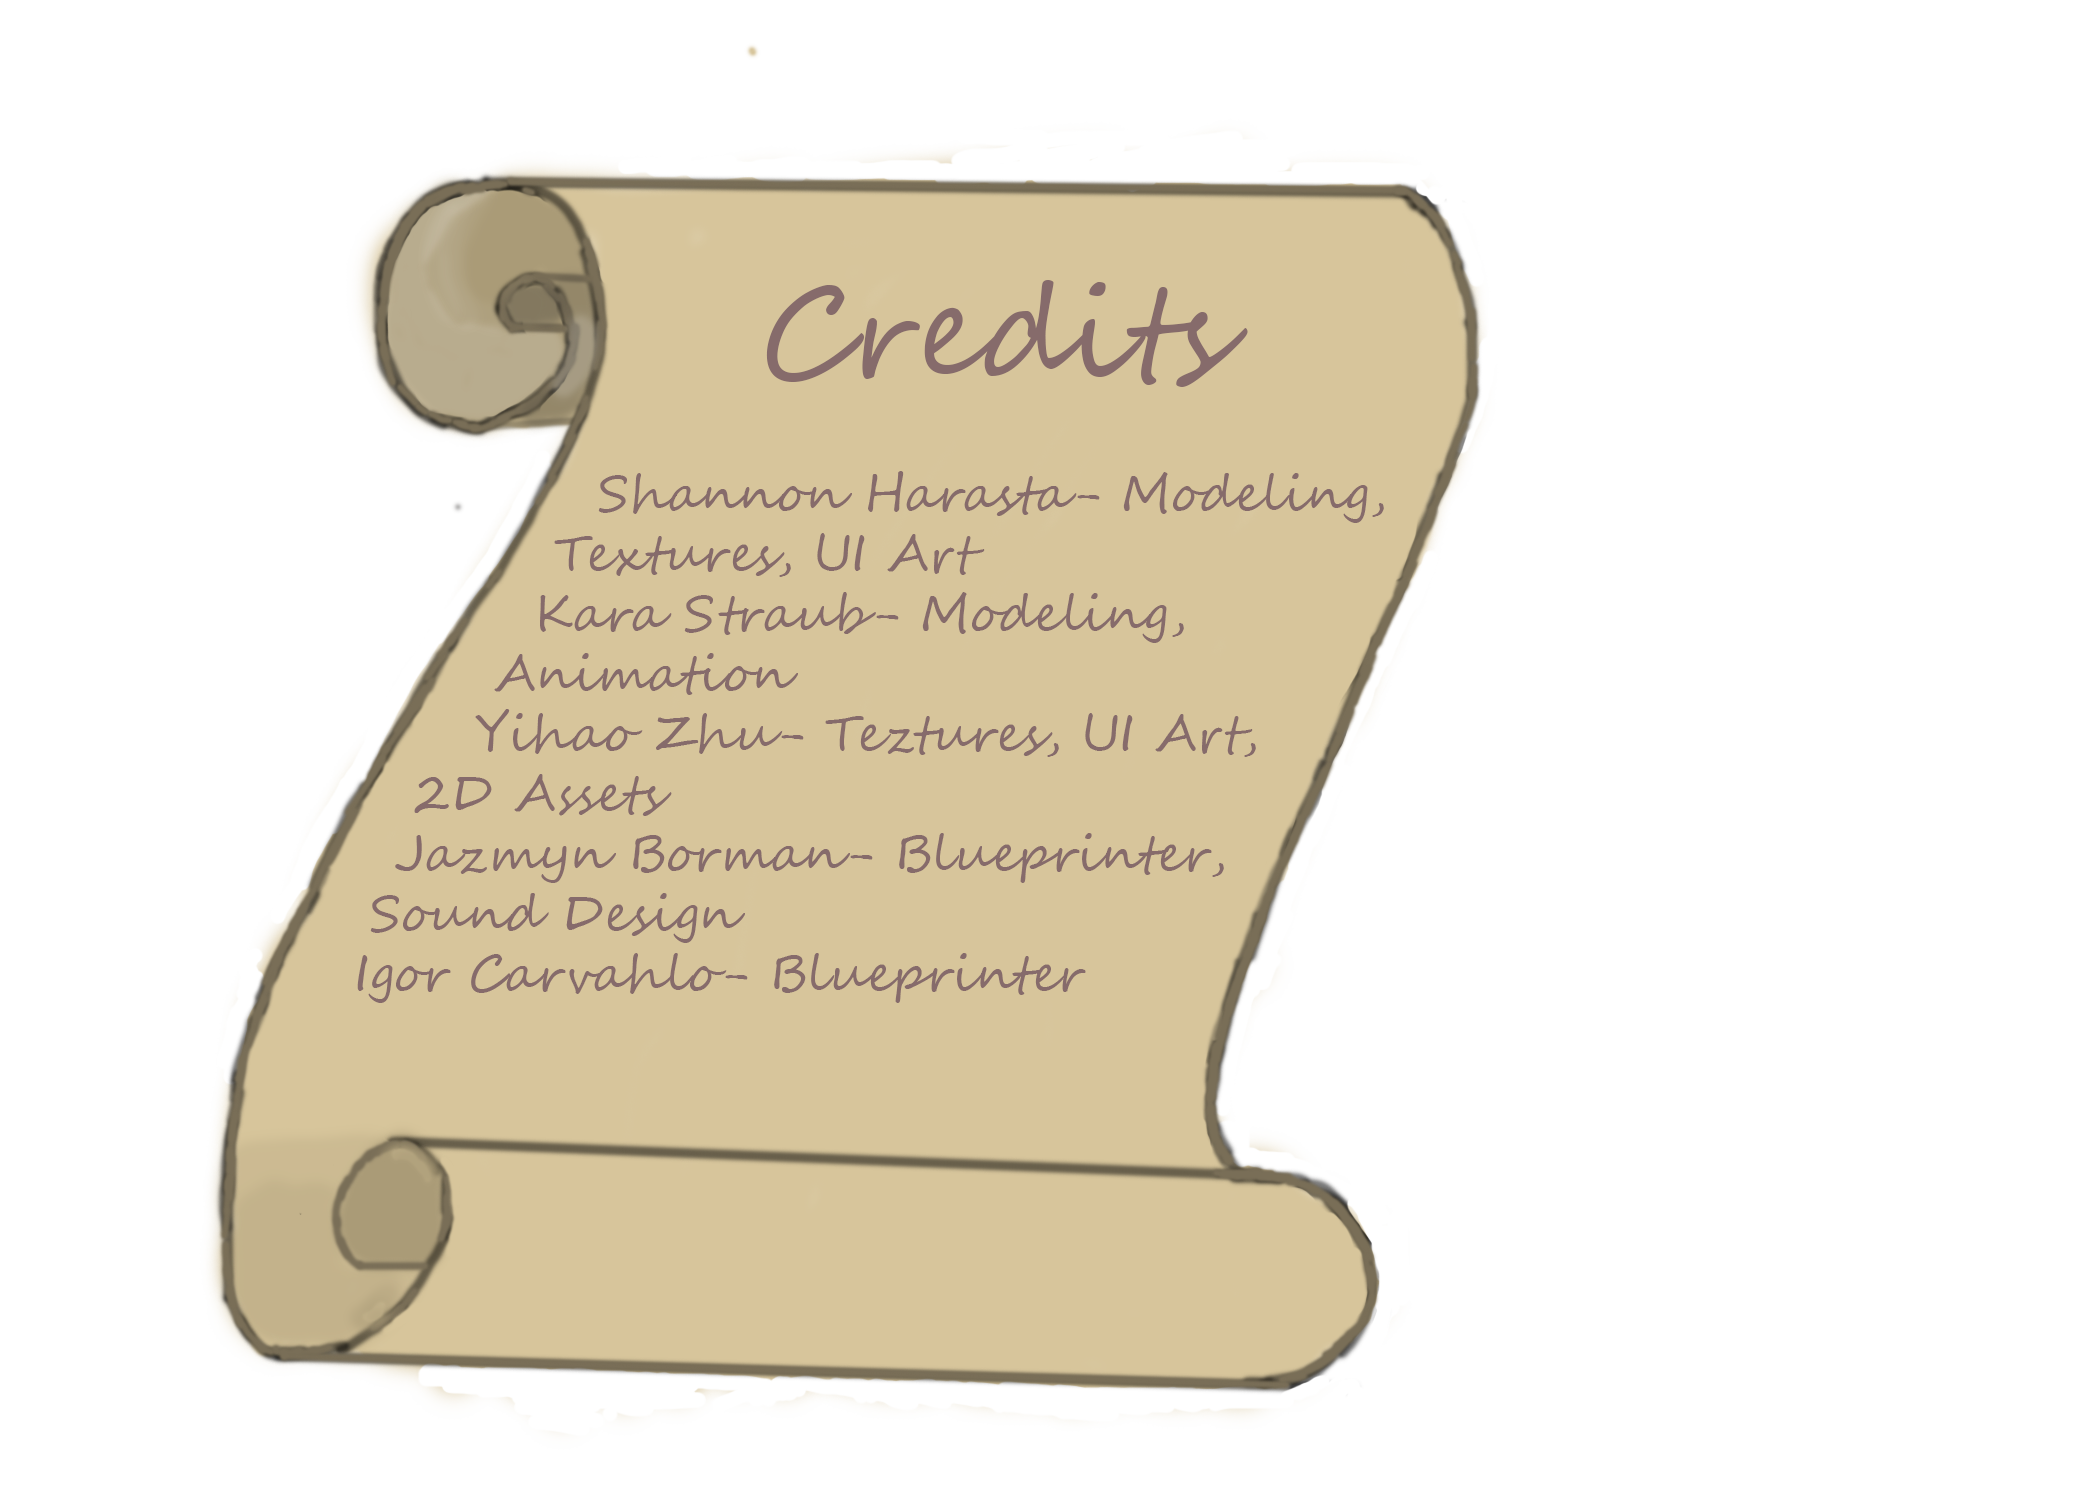 Credits
Shannon Harasta- Modeling,
Textures, UI Art
Kara Straub- Modeling,
Animation
Yihao Zhu- Teztures, UI Art,
2D Assets
Jazmyn Borman- Blueprinter,
Sound Design
Igor Carvahlo- Blueprinter